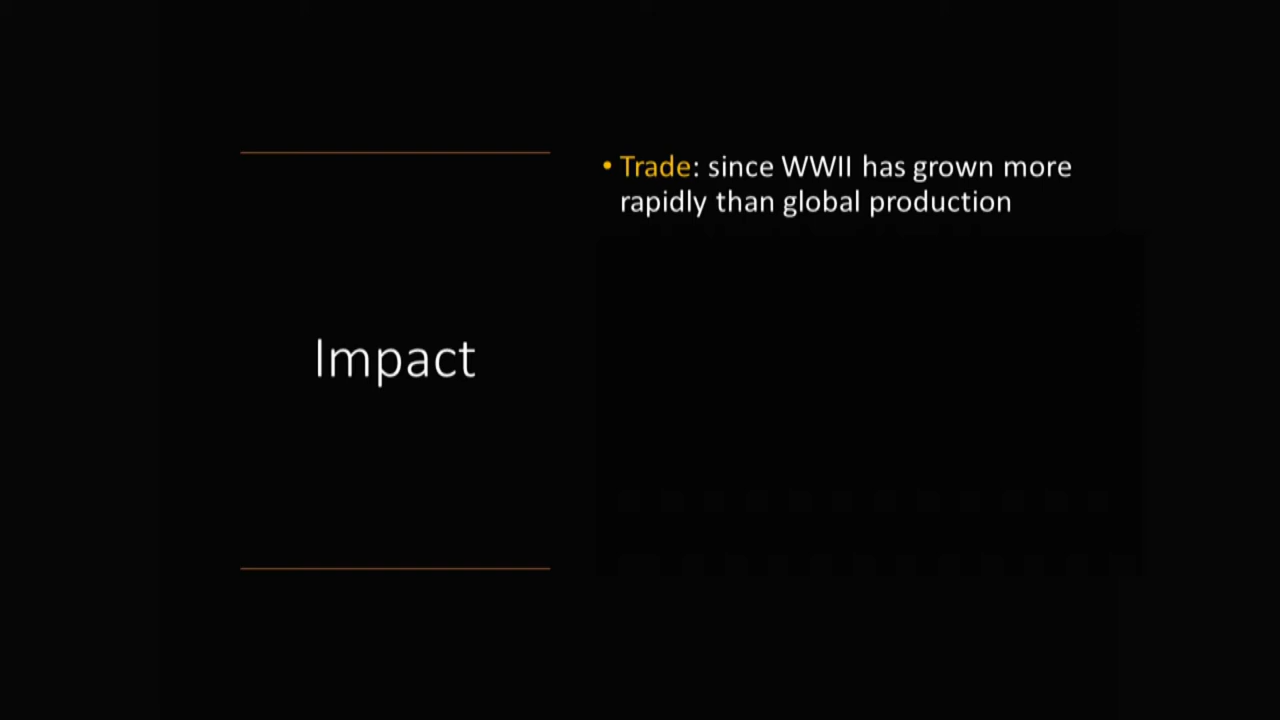 Impact
• Trade: since WWII has grown more
rapidly than global production